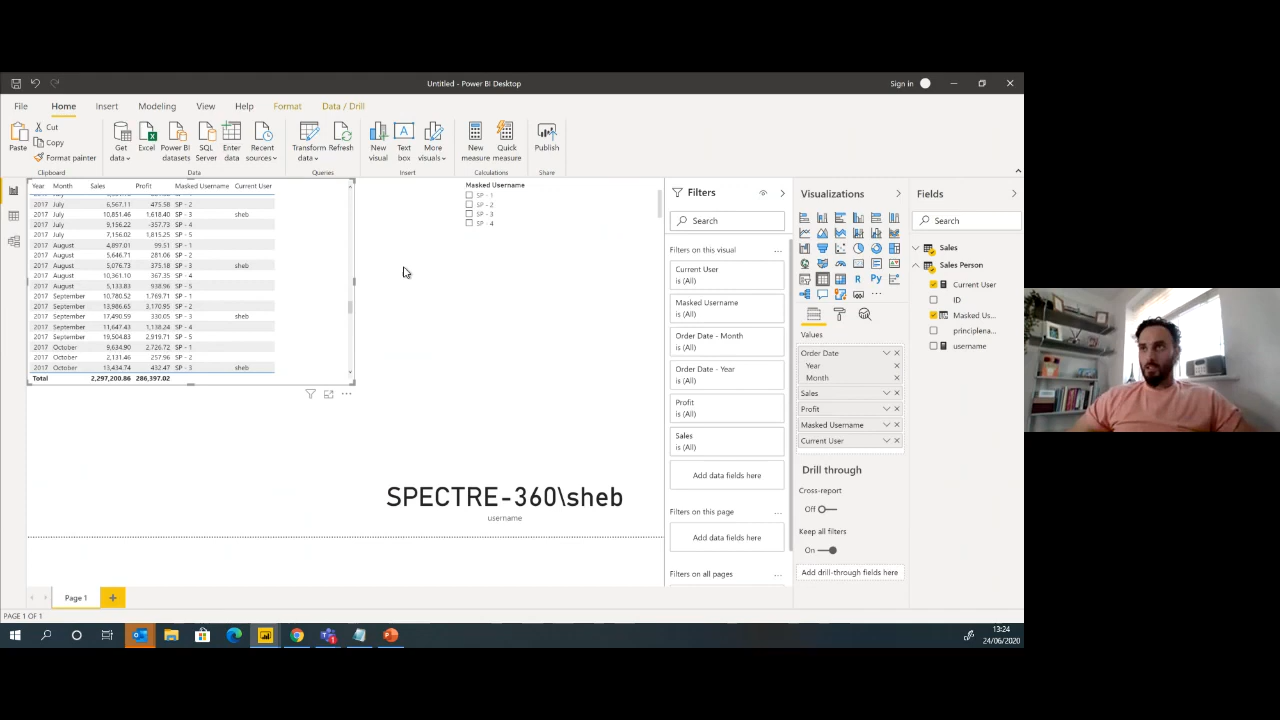 Untitled - Power BI Desktop
Sign in
File Home Insert Modeling View Help Format Data / Drill
Paste
Cut
Copy
Format painter
Clipboard
Get data
Excel
Power BI datasets
SQL Server
Enter data
Recent sources
Data
Transform data
Refresh
Queries
New visual
Text box
More visuals
Insert
New measure
Quick measure
Calculations
Publish
Share
Year Month Sales Profit Masked Username Current User
2017 July 6,567.11 475.58 SP - 2
2017 July 10,851.46 1,618.40 SP - 3 sheb
2017 July 9,156.22 -357.73 SP - 4
2017 July 7,156.02 1,815.25 SP - 5
2017 August 4,897.01 99.51 SP - 1
2017 August 5,646.71 281.06 SP - 2
2017 August 5,076.73 375.18 SP - 3 sheb
2017 August 10,361.10 367.35 SP - 4
2017 August 5,133.83 938.96 SP - 5
2017 September 10,780.52 1,769.71 SP - 1
2017 September 13,986.65 3,170.95 SP - 2
2017 September 17,490.59 330.05 SP - 3 sheb
2017 September 11,647.43 1,138.24 SP - 4
2017 September 19,504.83 2,919.71 SP - 5
2017 October 9,634.90 2,726.72 SP - 1
2017 October 2,131.46 257.96 SP - 2
2017 October 13,434.74 432.47 SP - 3 sheb
Total 2,297,200.86 286,397.02
Masked Username
SP - 1
SP - 2
SP - 3
SP - 4
SPECTRE-360\sheb
username
Filters
Search
Filters on this visual ...
Current User
is (All)
Masked Username
is (All)
Order Date - Month
is (All)
Order Date - Year
is (All)
Profit
is (All)
Sales
is (All)
Add data fields here
Filters on this page ...
Add data fields here
Filters on all pages ...
Visualizations
R Py
Values
Order Date
Year
Month
Sales
Profit
Masked Username
Current User
Drill through
Cross-report
Off
Keep all filters
On
Add drill-through fields here
Fields
Search
Sales
Sales Person
Current User
ID
Masked Us...
principlena...
username
Page 1
PAGE 1 OF 1
13:24
24/06/2020